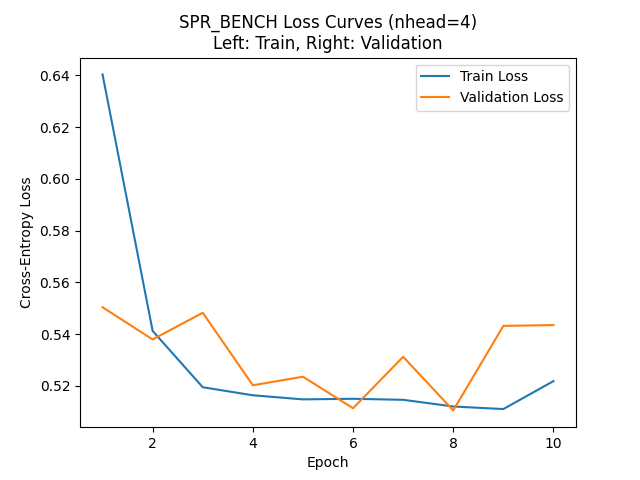 SPR_BENCH Loss Curves (nhead=4)
Left: Train, Right: Validation
Train Loss
Validation Loss
Cross-Entropy Loss
0.64
0.62
0.60
0.58
0.56
0.54
0.52
2 4 6 8 10
Epoch